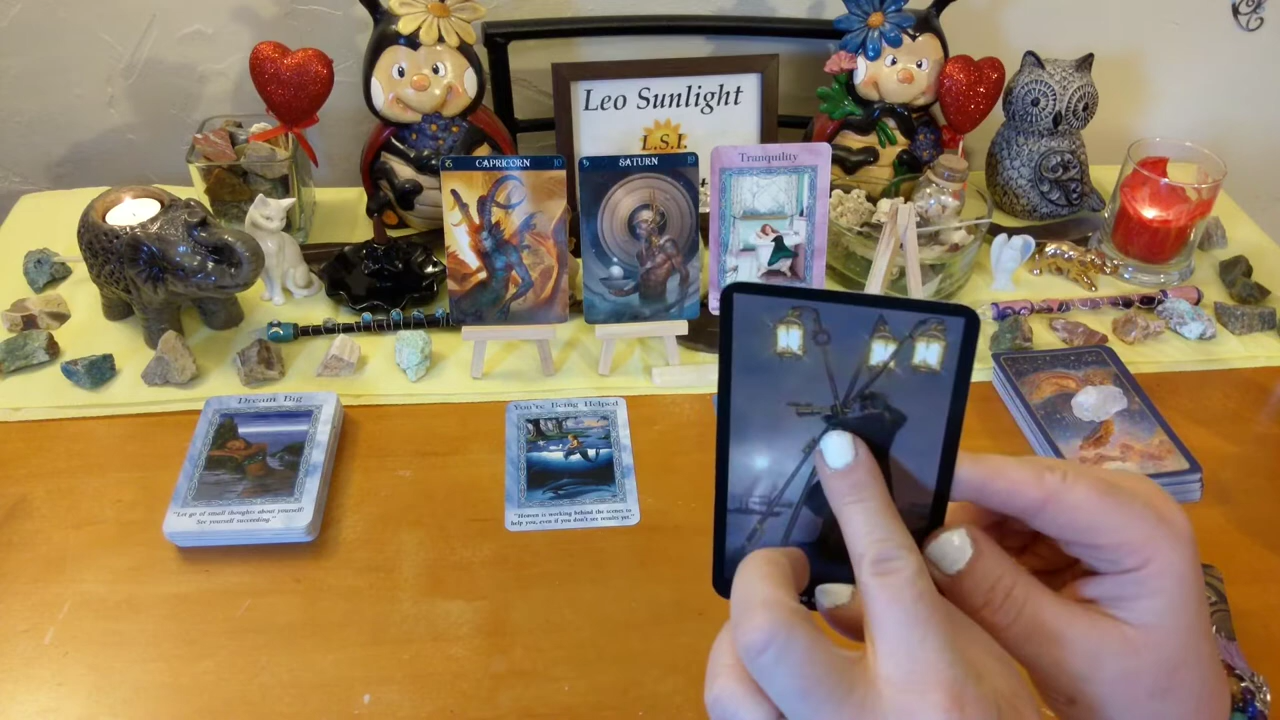 Leo Sunlight
L.S.I.
CAPRICORN
10
SATURN
19
Tranquility
Dream Big
"Let go of small thoughts about yourself!
See yourself succeeding."
You're Being Helped
"Heaven is working behind the scenes to
help you, even if you don't see results yet."